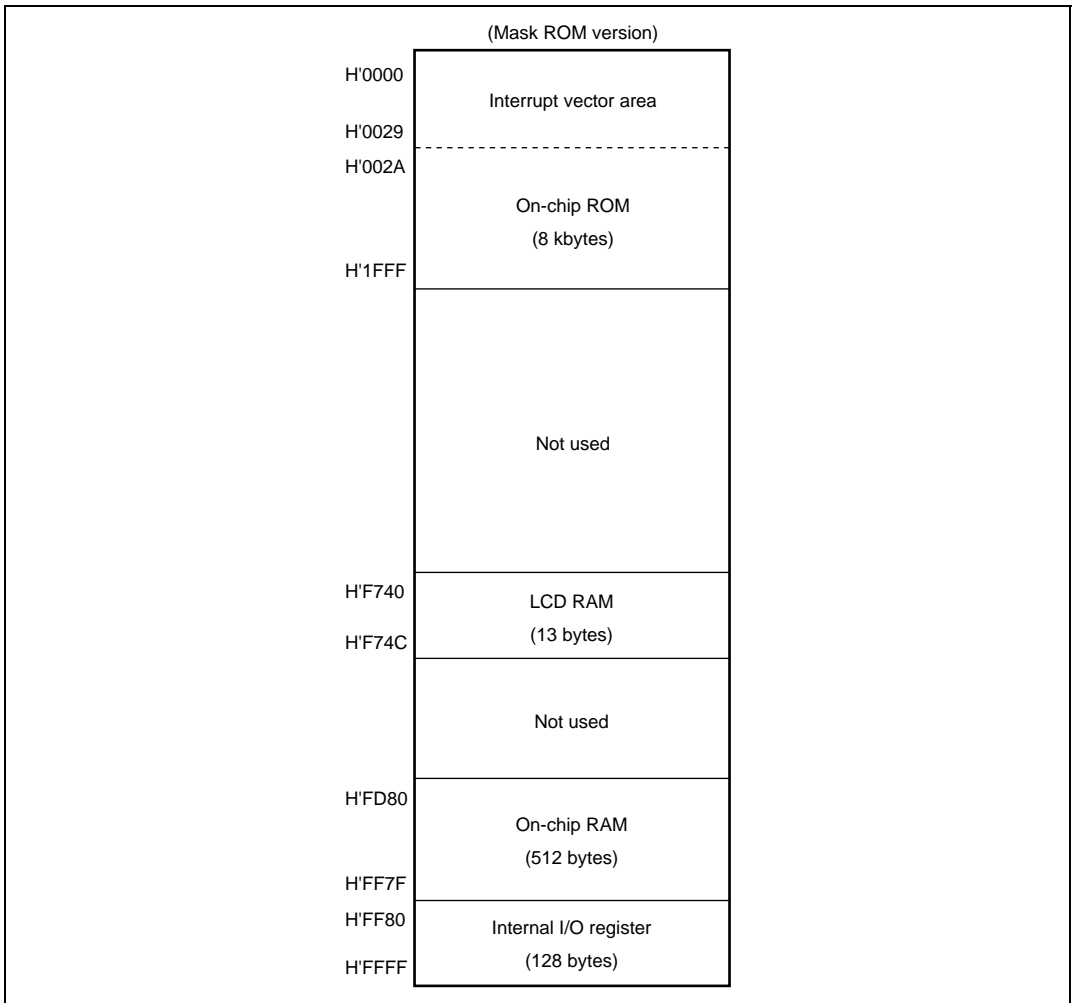 (Mask ROM version)
H'0000
Interrupt vector area
H'0029
H'002A
On-chip ROM
(8 kbytes)
H'1FFF
Not used
H'F740
LCD RAM
(13 bytes)
H'F74C
Not used
H'FD80
On-chip RAM
(512 bytes)
H'FF7F
H'FF80
Internal I/O register
(128 bytes)
H'FFFF